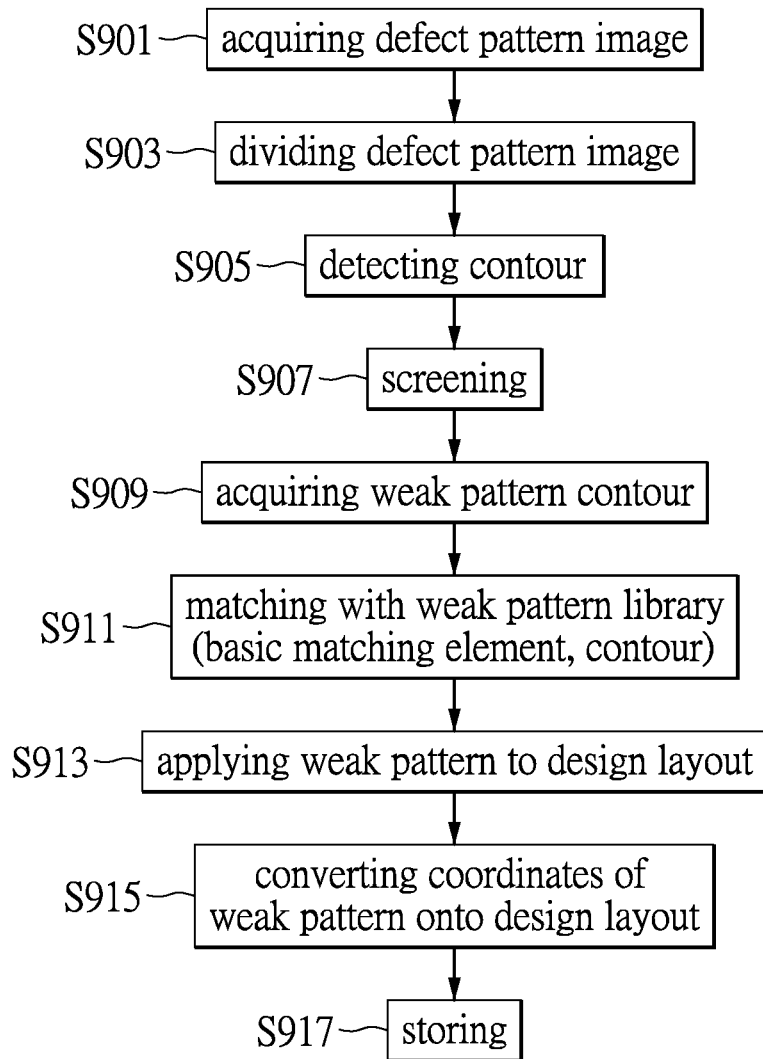 S901 acquiring defect pattern image
S903 dividing defect pattern image
S905 detecting contour
S907 screening
S909 acquiring weak pattern contour
S911 matching with weak pattern library
(basic matching element, contour)
S913 applying weak pattern to design layout
S915 converting coordinates of
weak pattern onto design layout
S917 storing